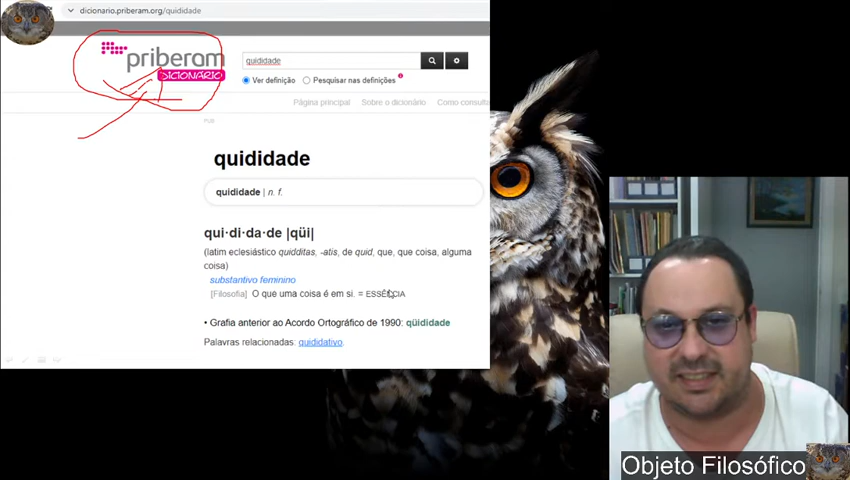 dicionario.priberam.org/quididade
priberam
DICIONÁRIO
quididade
Ver definição Pesquisar nas definições
Página principal Sobre o dicionário Como consulta
PUB
quididade
quididade | n. f.
qui·di·da·de |qüi|
(latim eclesiástico quidditas, -atis, de quid, que, que coisa, alguma
coisa)
substantivo feminino
[Filosofia] O que uma coisa é em si. = ESSÊNCIA
• Grafia anterior ao Acordo Ortográfico de 1990: qüididade
Palavras relacionadas: quididativo.
Objeto Filosófico